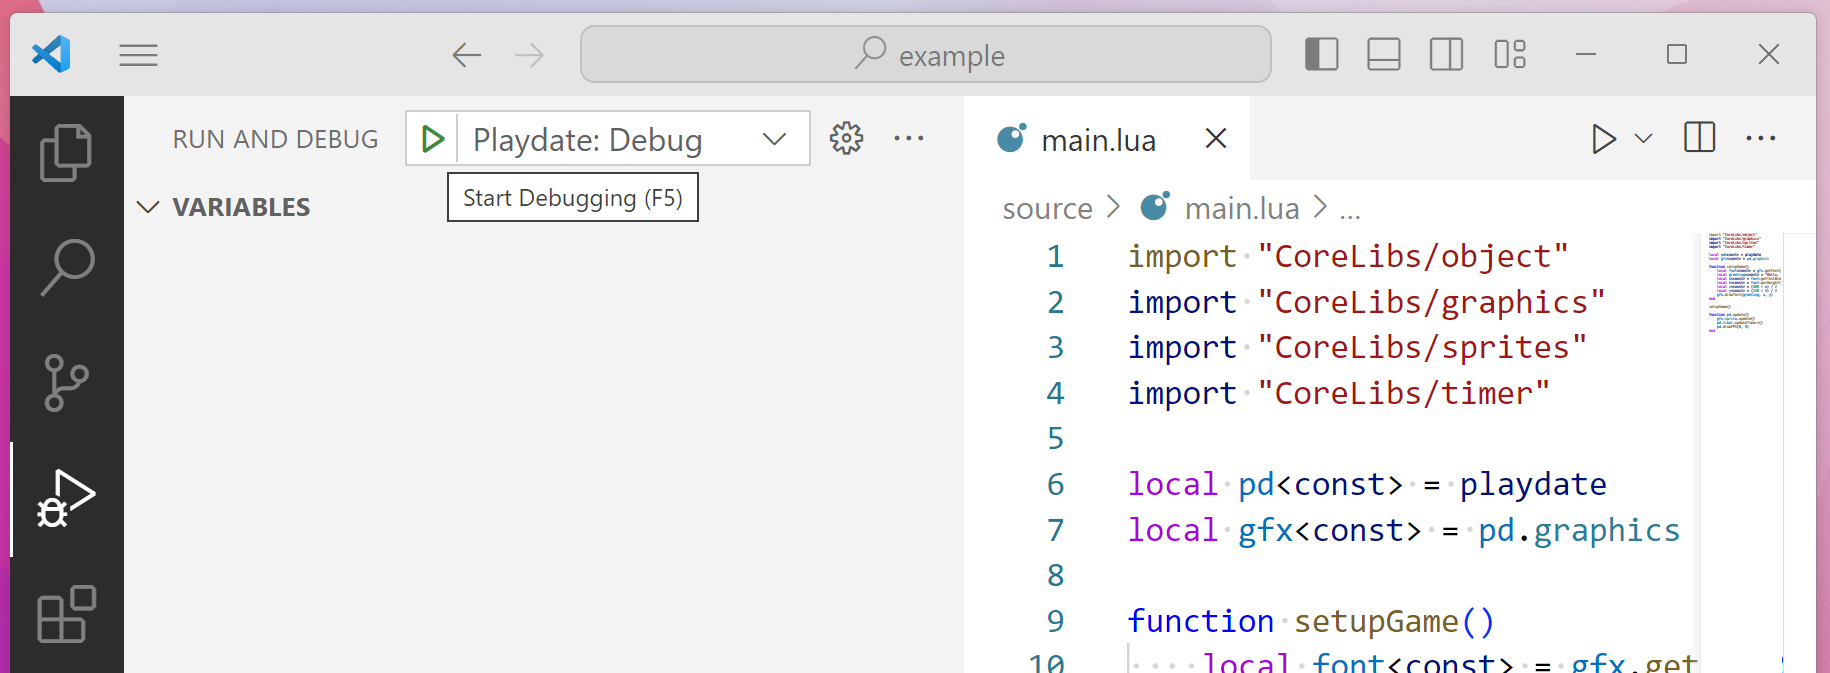 example
RUN AND DEBUG
Playdate: Debug
Start Debugging (F5)
VARIABLES
main.lua
source > main.lua > ...
1 import "CoreLibs/object"
2 import "CoreLibs/graphics"
3 import "CoreLibs/sprites"
4 import "CoreLibs/timer"
5
6 local pd<const> = playdate
7 local gfx<const> = pd.graphics
8
9 function setupGame()
10 local font<const> = gfx.get